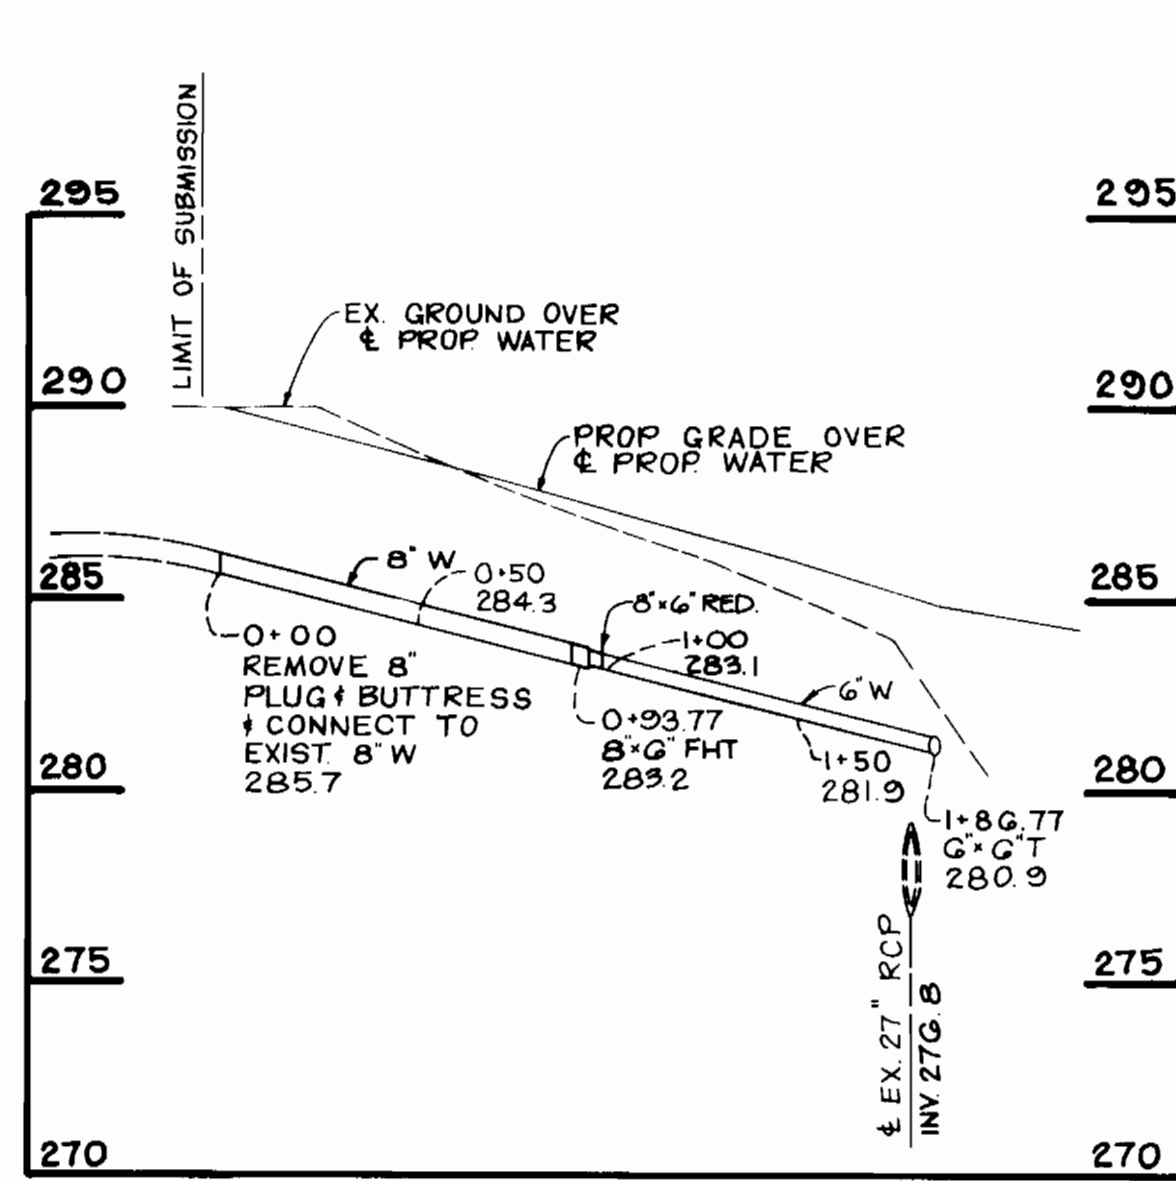 LIMIT OF SUBMISSION
295
295
EX. GROUND OVER
℄ PROP. WATER
290
290
PROP GRADE OVER
℄ PROP. WATER
8" W
0+50
284.3
285
285
8"x6" RED.
0+00
REMOVE 8"
PLUG & BUTTRESS
& CONNECT TO
EXIST. 8" W
285.7
1+00
283.1
6" W
0+93.77
8"x6" FHT
283.2
1+50
281.9
280
280
1+86.77
6"x6" T
280.9
℄ EX. 27" RCP
INV. 276.8
275
275
270
270